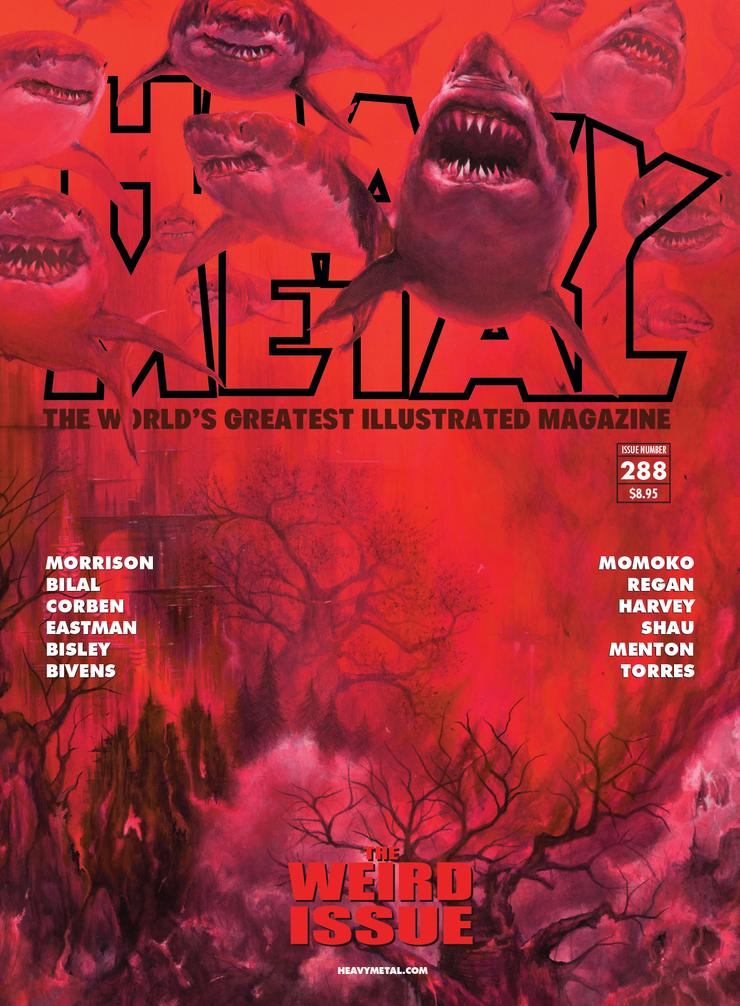 HEAVY
METAL
THE WORLD'S GREATEST ILLUSTRATED MAGAZINE
ISSUE NUMBER
288
$8.95
MORRISON
BILAL
CORBEN
EASTMAN
BISLEY
BIVENS
MOMOKO
REGAN
HARVEY
SHAU
MENTON
TORRES
THE
WEIRD
ISSUE
HEAVYMETAL.COM